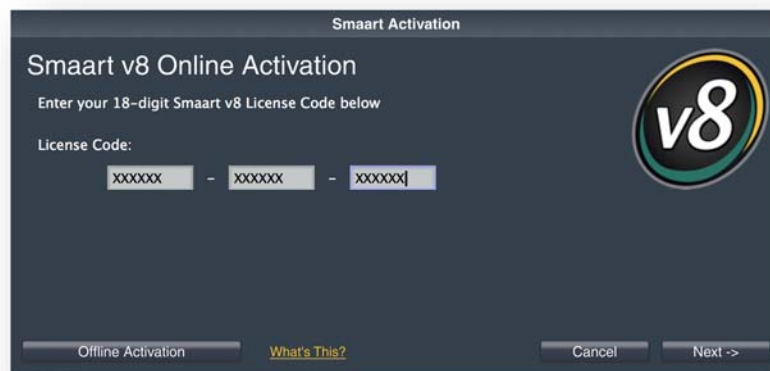 Smaart Activation
Smaart v8 Online Activation
Enter your 18-digit Smaart v8 License Code below
v8
License Code:
XXXXXX - XXXXXX - XXXXXX
Offline Activation What's This? Cancel Next ->